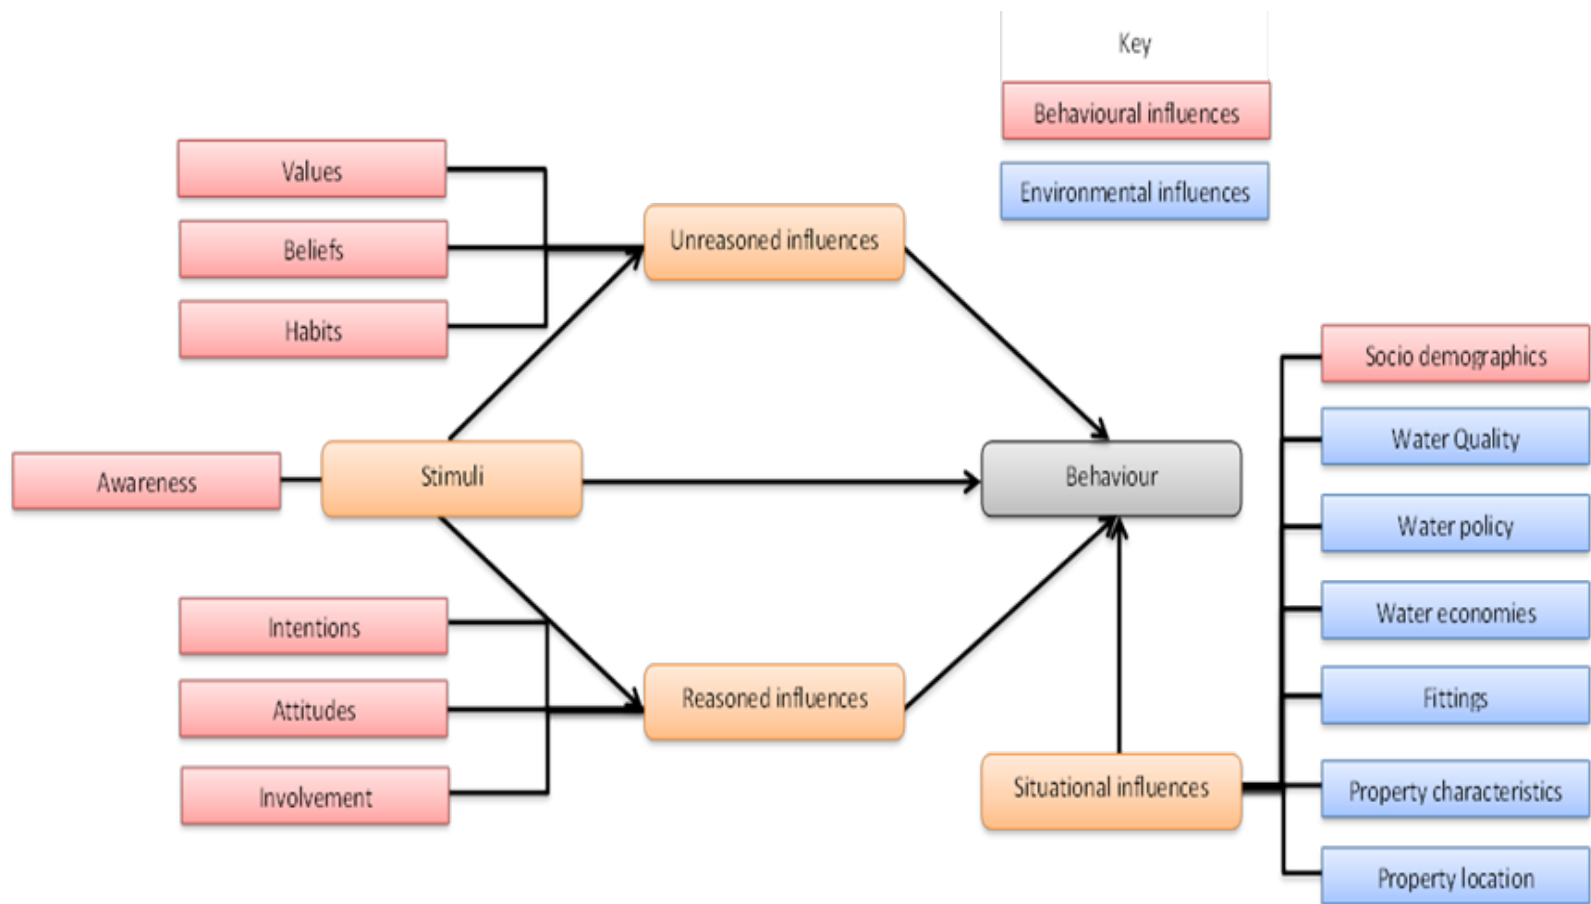 Key
Behavioural influences
Environmental influences
Values
Beliefs
Habits
Unreasoned influences
Awareness
Stimuli
Behaviour
Intentions
Attitudes
Involvement
Reasoned influences
Situational influences
Socio demographics
Water Quality
Water policy
Water economies
Fittings
Property characteristics
Property location